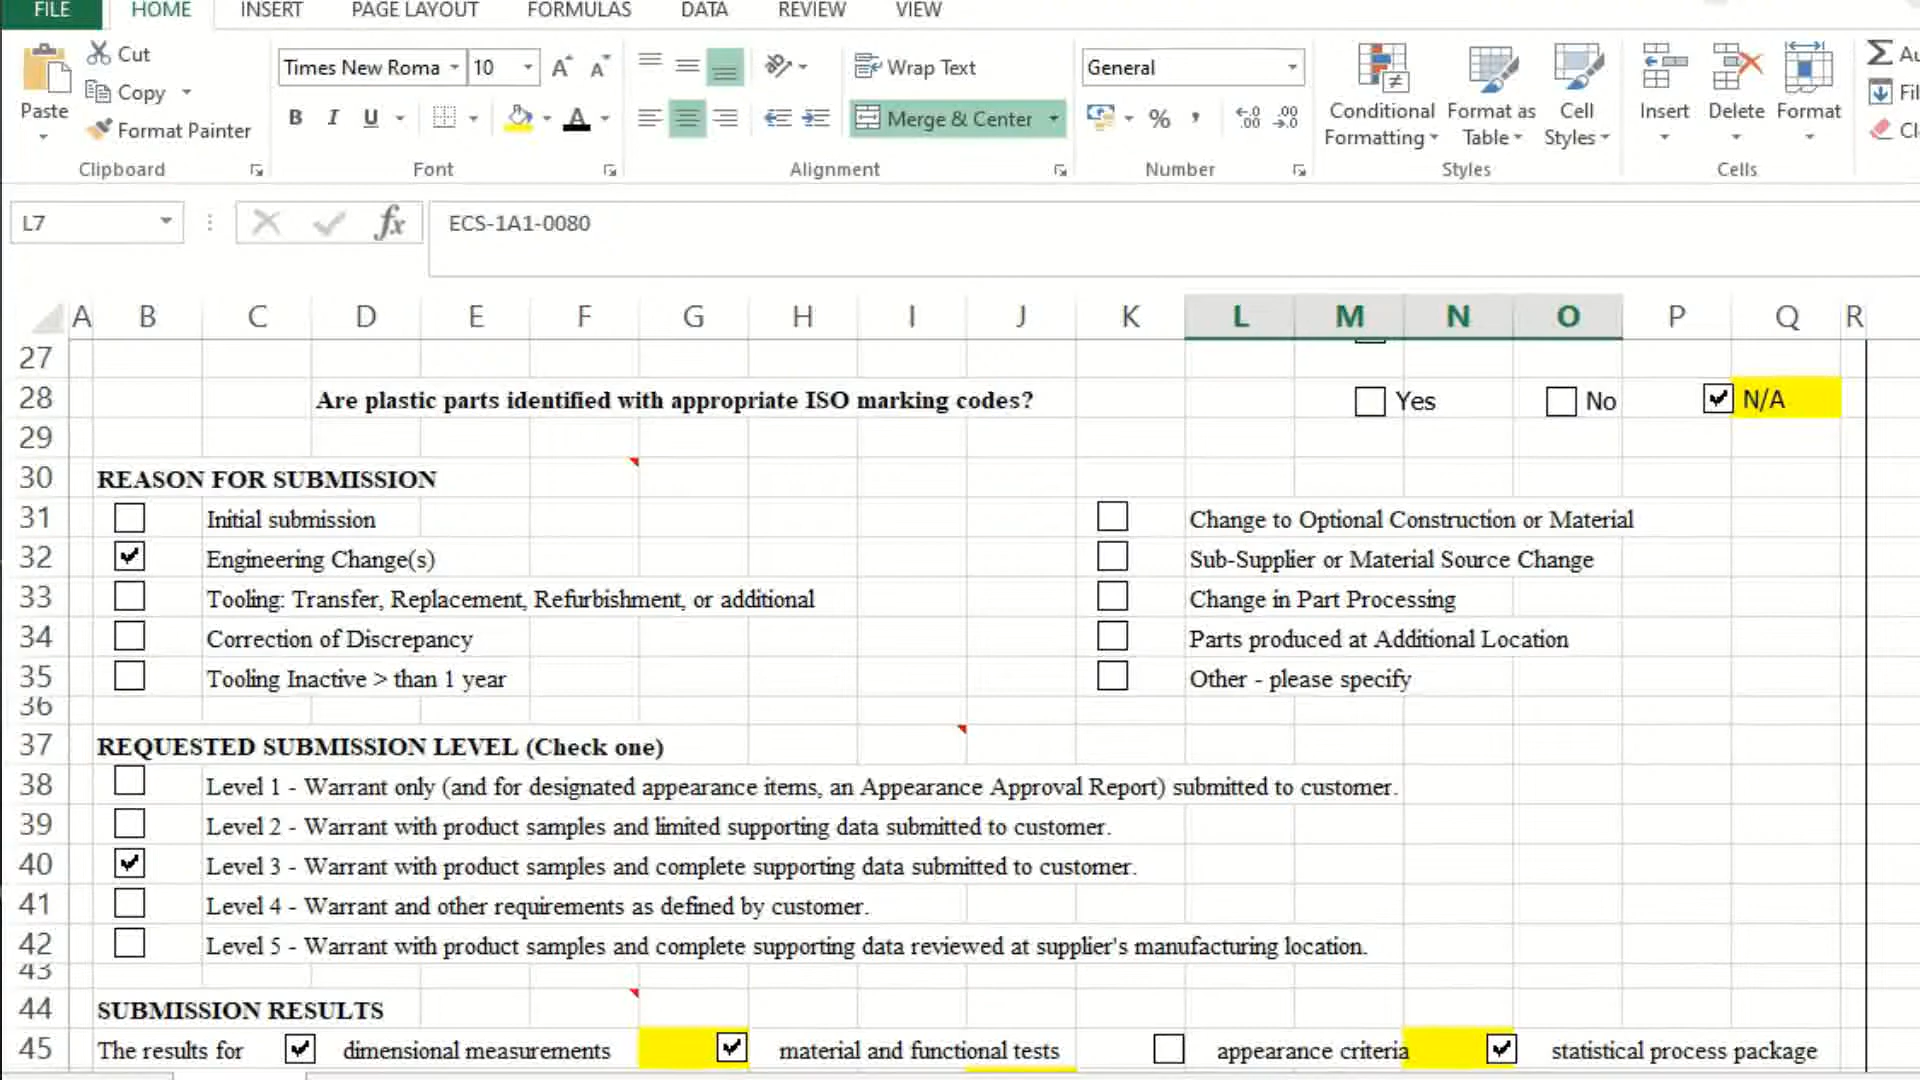 FILE HOME INSERT PAGE LAYOUT FORMULAS DATA REVIEW VIEW
Cut
Copy
Format Painter
Paste
Clipboard
Times New Roma 10
B I U
Font
Wrap Text
Merge & Center
Alignment
General
%
Number
Conditional Formatting
Format as Table
Cell Styles
Styles
Insert Delete Format
Cells
L7 fx ECS-1A1-0080
A B C D E F G H I J K L M N O P Q R
27
28 Are plastic parts identified with appropriate ISO marking codes? Yes No N/A
29
30 REASON FOR SUBMISSION
31 Initial submission Change to Optional Construction or Material
32 Engineering Change(s) Sub-Supplier or Material Source Change
33 Tooling: Transfer, Replacement, Refurbishment, or additional Change in Part Processing
34 Correction of Discrepancy Parts produced at Additional Location
35 Tooling Inactive > than 1 year Other - please specify
36
37 REQUESTED SUBMISSION LEVEL (Check one)
38 Level 1 - Warrant only (and for designated appearance items, an Appearance Approval Report) submitted to customer.
39 Level 2 - Warrant with product samples and limited supporting data submitted to customer.
40 Level 3 - Warrant with product samples and complete supporting data submitted to customer.
41 Level 4 - Warrant and other requirements as defined by customer.
42 Level 5 - Warrant with product samples and complete supporting data reviewed at supplier's manufacturing location.
43
44 SUBMISSION RESULTS
45 The results for dimensional measurements material and functional tests appearance criteria statistical process package